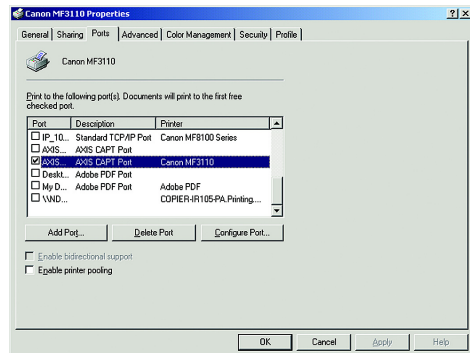 Canon MF3110 Properties
General Sharing Ports Advanced Color Management Security Profile
Canon MF3110
Print to the following port(s). Documents will print to the first free
checked port.
Port Description Printer
IP_10... Standard TCP/IP Port Canon MF8100 Series
AXIS... AXIS CAPT Port
AXIS... AXIS CAPT Port Canon MF3110
Deskt... Adobe PDF Port
My D... Adobe PDF Port Adobe PDF
\\ND... COPIER-IR105-PA.Printing....
Add Port... Delete Port Configure Port...
Enable bidirectional support
Enable printer pooling
OK Cancel Apply Help